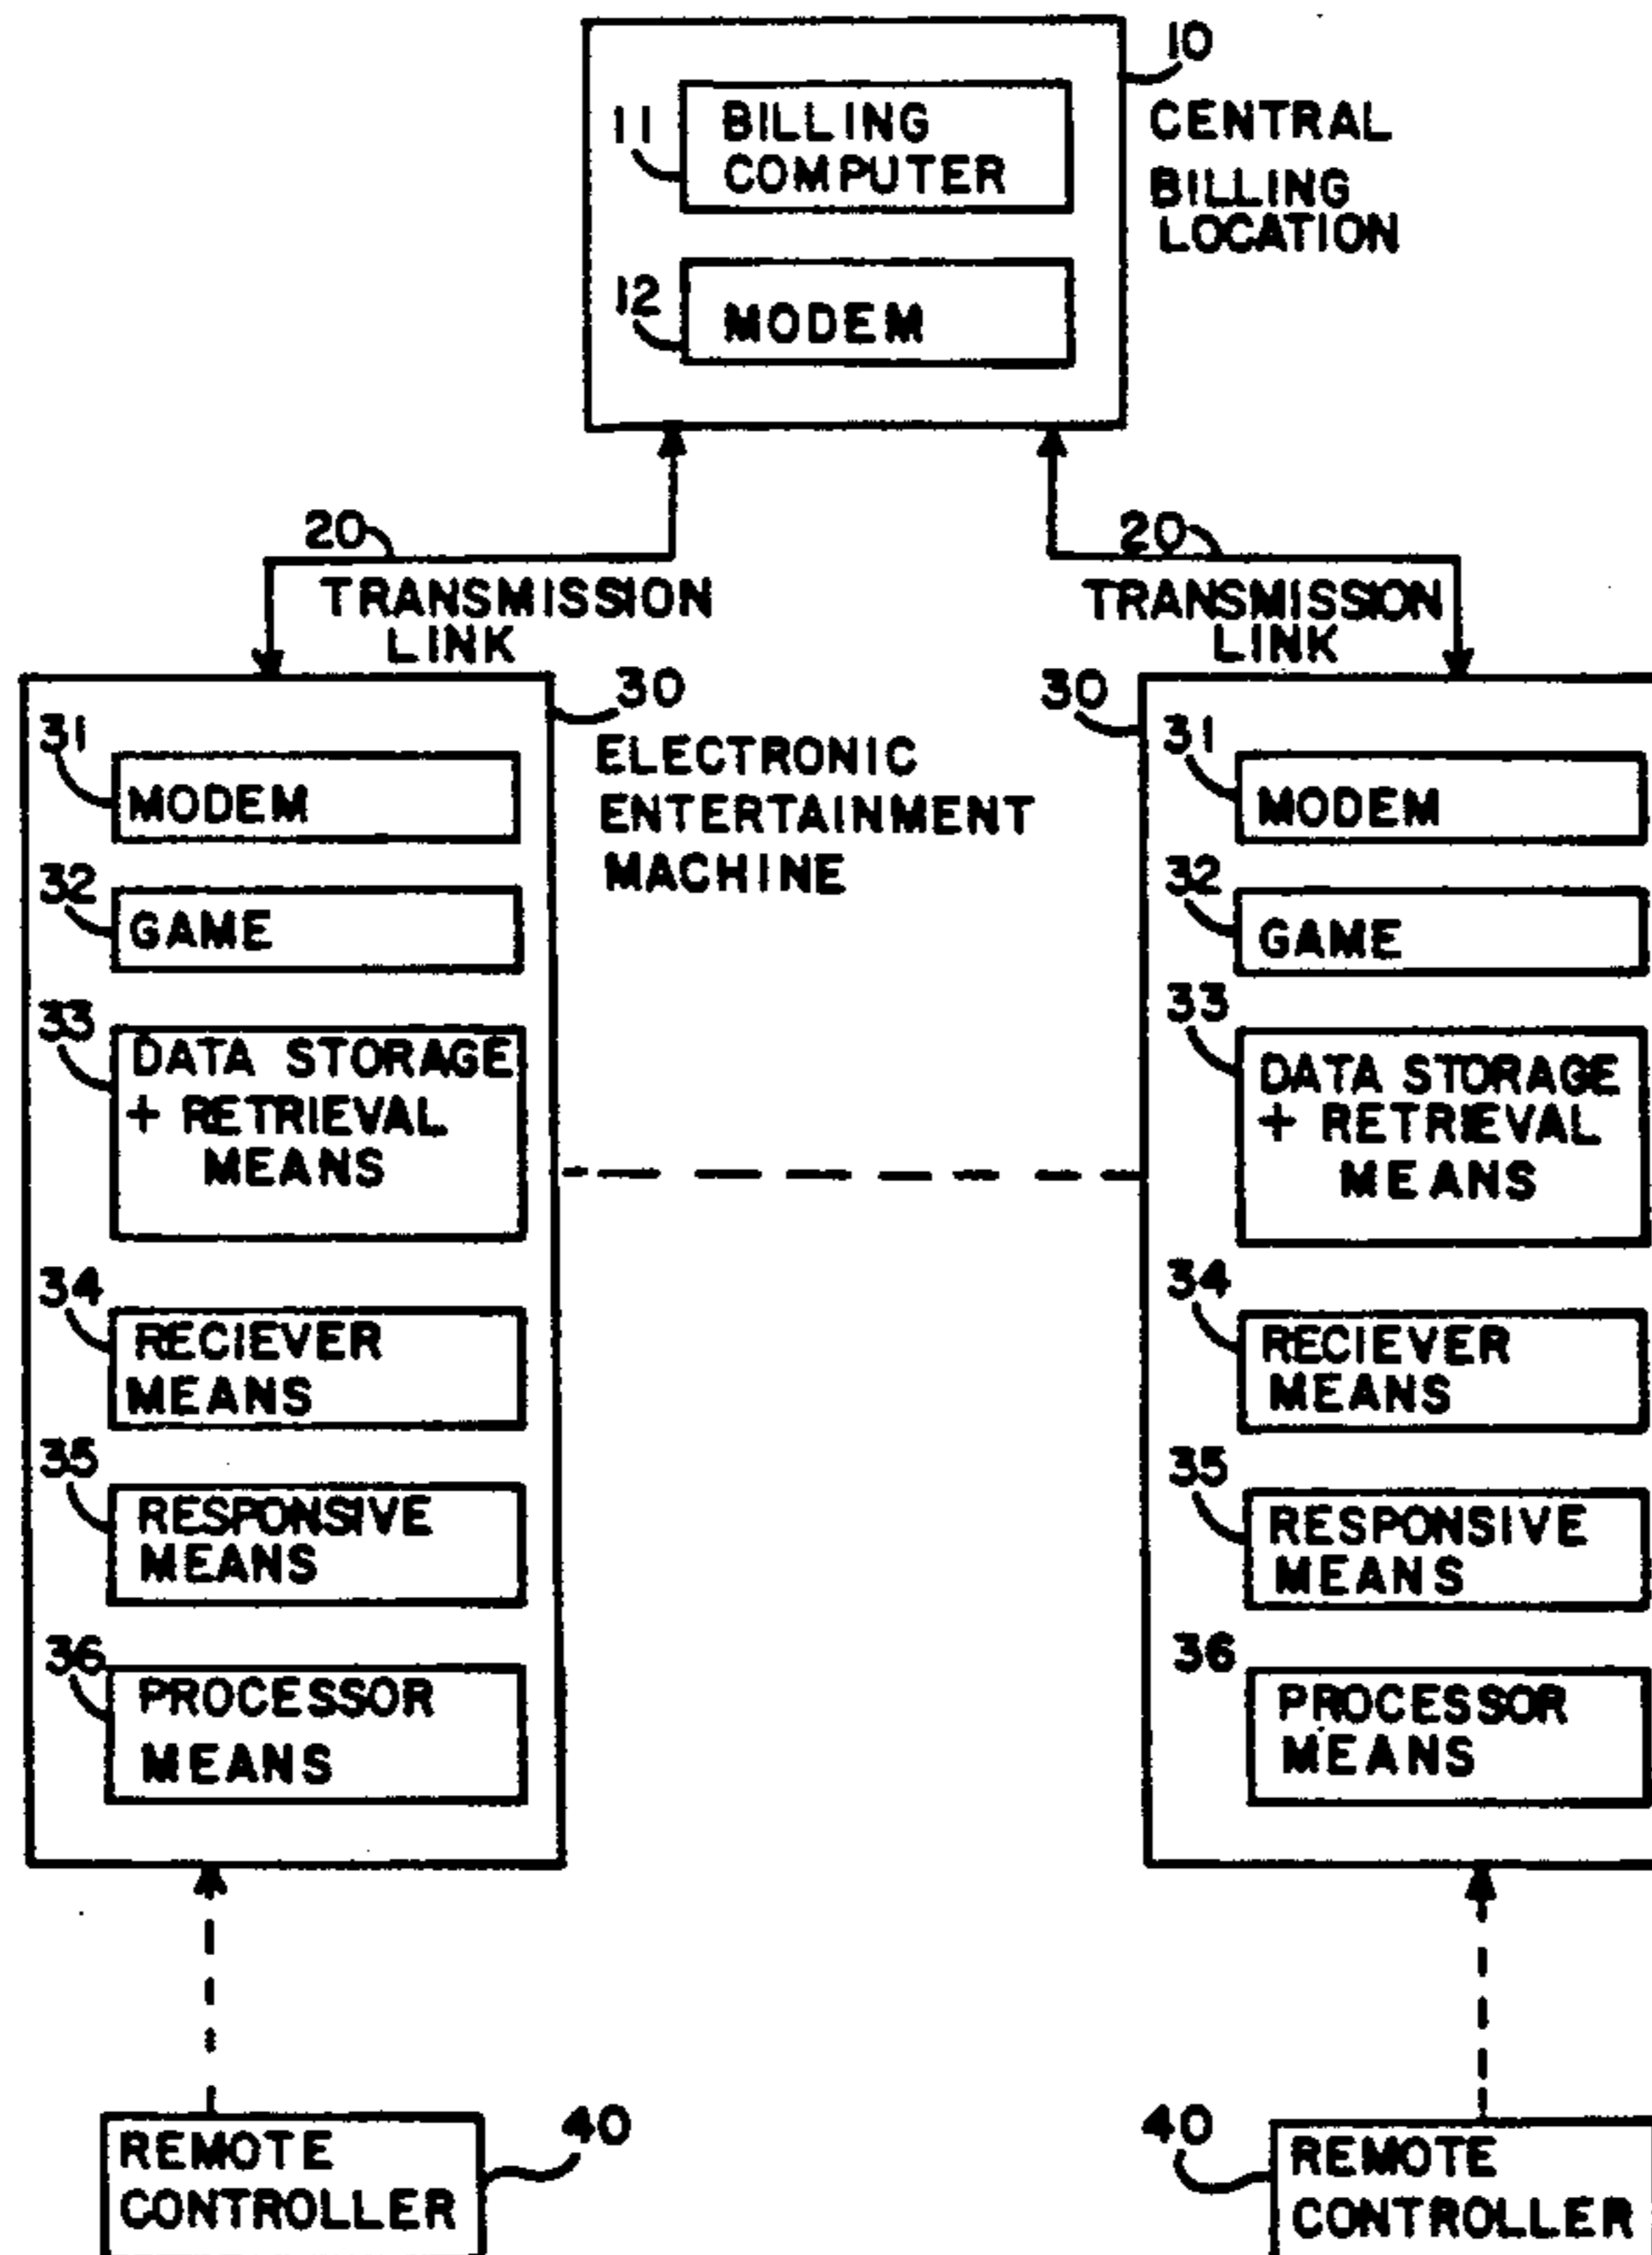 10
CENTRAL
BILLING
LOCATION
11
BILLING
COMPUTER
12
MODEM
20
TRANSMISSION
LINK
20
TRANSMISSION
LINK
30
ELECTRONIC
ENTERTAINMENT
MACHINE
31
MODEM
32
GAME
33
DATA STORAGE
+ RETRIEVAL
MEANS
34
RECIEVER
MEANS
35
RESPONSIVE
MEANS
36
PROCESSOR
MEANS
30
31
MODEM
32
GAME
33
DATA STORAGE
+ RETRIEVAL
MEANS
34
RECIEVER
MEANS
35
RESPONSIVE
MEANS
36
PROCESSOR
MEANS
REMOTE
CONTROLLER
40
40
REMOTE
CONTROLLER